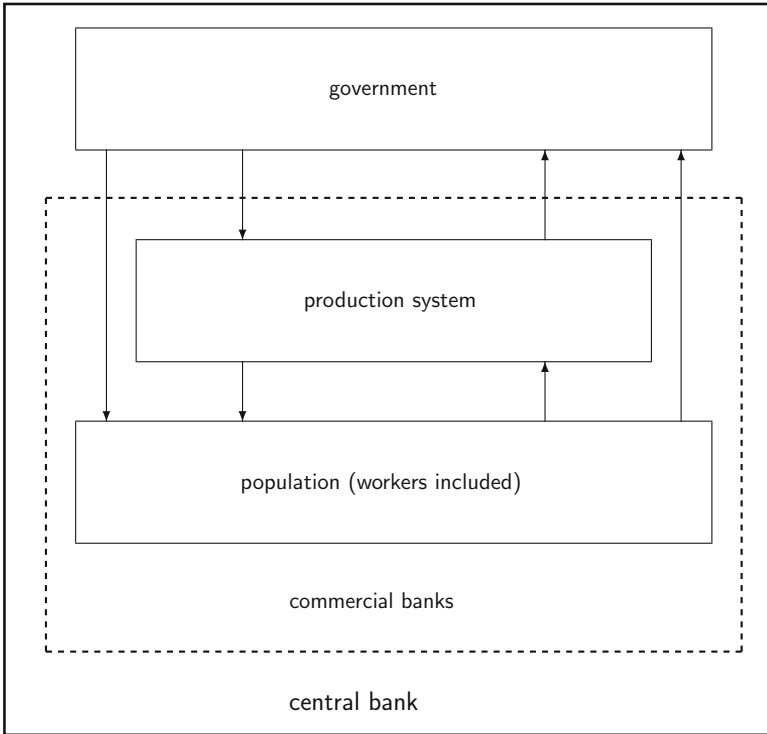 government
production system
population (workers included)
commercial banks
central bank